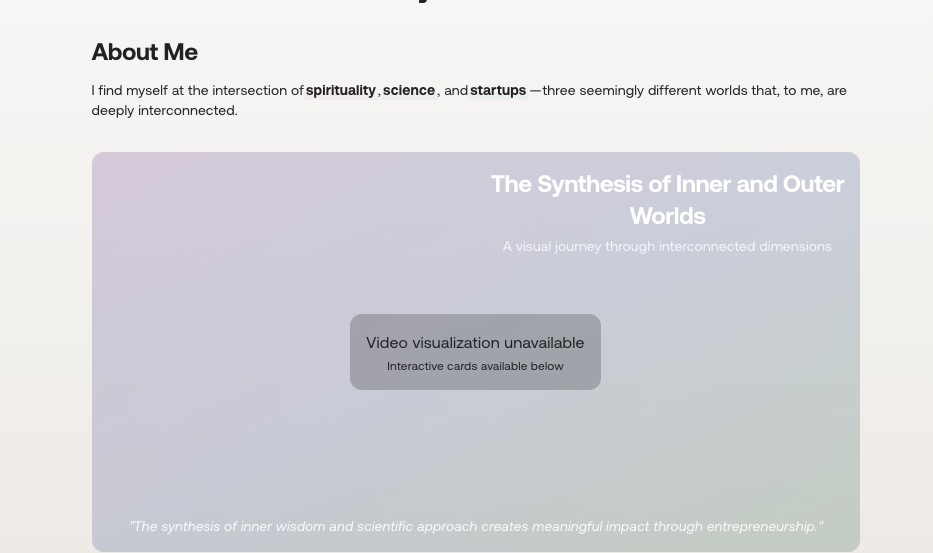 About Me
I find myself at the intersection of spirituality, science, and startups—three seemingly different worlds that, to me, are
deeply interconnected.
The Synthesis of Inner and Outer
Worlds
A visual journey through interconnected dimensions
Video visualization unavailable
Interactive cards available below
"The synthesis of inner wisdom and scientific approach creates meaningful impact through entrepreneurship."